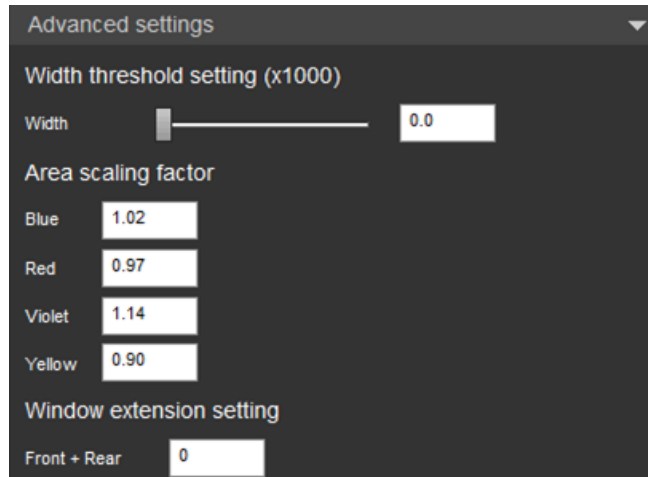 Advanced settings
Width threshold setting (x1000)
Width 0.0
Area scaling factor
Blue 1.02
Red 0.97
Violet 1.14
Yellow 0.90
Window extension setting
Front + Rear 0